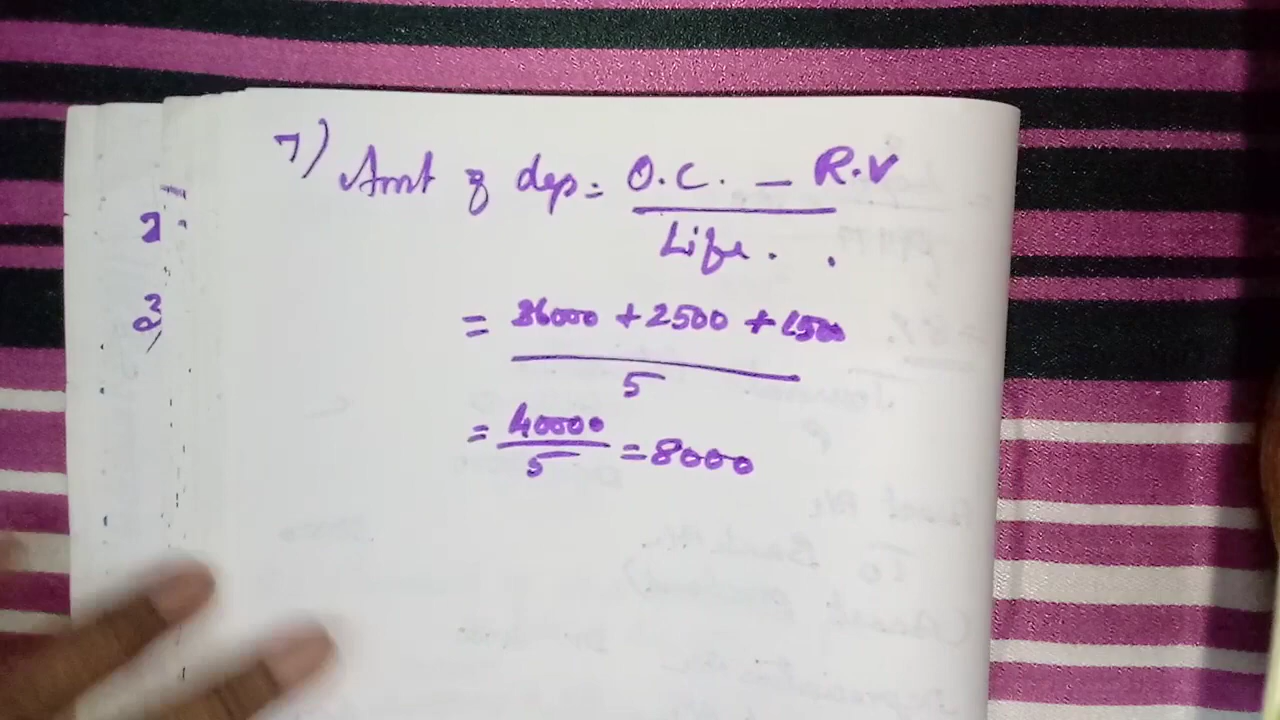 7) Amt of dep = O.C. - R.V
Life.
= 36000 + 2500 + 1500
5
= 40000
5
= 8000
2
3)